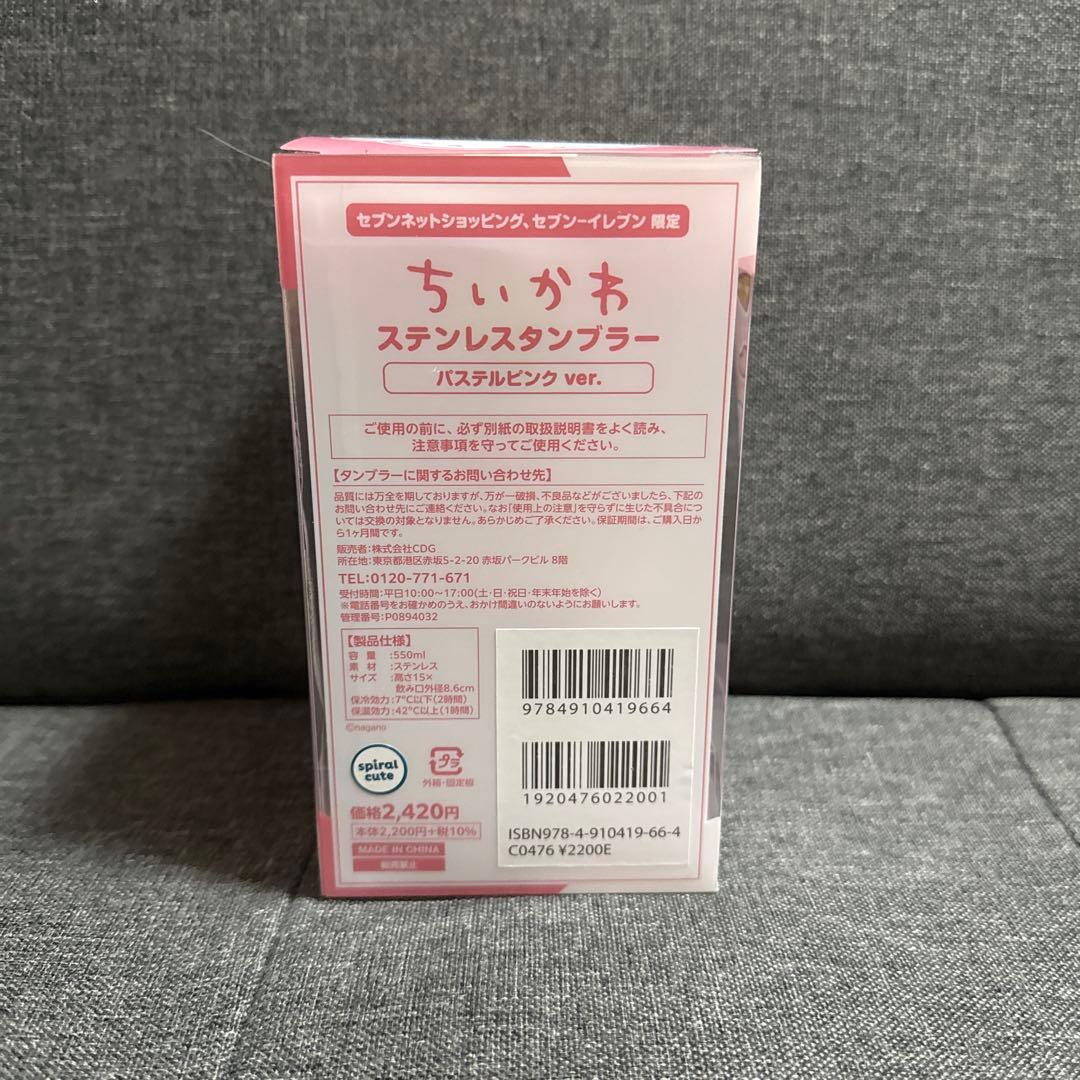 セブンネットショッピング、セブン-イレブン 限定
ちいかわ
ステンレスタンブラー
パステルピンク ver.
ご使用の前に、必ず別紙の取扱説明書をよく読み、
注意事項を守ってご使用ください。
【タンブラーに関するお問い合わせ先】
品質には万全を期しておりますが、万が一破損、不良品などがございましたら、下記の
お問い合わせ先にご連絡ください。なお「使用上の注意」を守らずに生じた不具合につ
いては交換の対象となりません。あらかじめご了承ください。保証期間は、ご購入日か
ら1ヶ月間です。
販売者:株式会社CDG
所在地:東京都港区赤坂5-2-20 赤坂パークビル 8階
TEL:0120-771-671
受付時間:平日10:00~17:00(土・日・祝日・年末年始を除く)
※電話番号をお確かめのうえ、おかけ間違いのないようにお願いします。
管理番号:P0894032
【製品仕様】
容 量 :550ml
素 材 :ステンレス
サイズ :高さ15×
飲み口外径8.6cm
保冷効力:7°C以下(2時間)
保温効力:42°C以上(1時間)
©nagano
spiral
cute
プラ
外箱・固定板
価格2,420円
本体2,200円+税10%
MADE IN CHINA
転売禁止
9784910419664
1920476022001
ISBN978-4-910419-66-4
C0476 ¥2200E